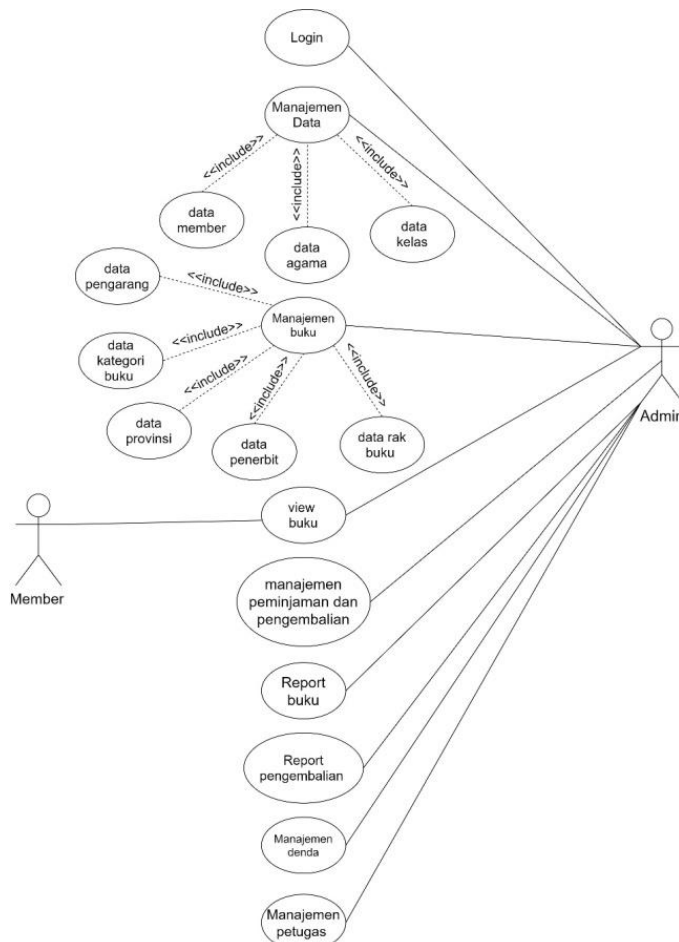 Login
Manajemen
Data
<<include>>
<<include>>
<<include>>
data
member
data
agama
data
kelas
data
pengarang
<<include>>
Manajemen
buku
<<include>>
data
kategori
buku
<<include>>
data
provinsi
<<include>>
data
penerbit
<<include>>
data rak
buku
Admin
view
buku
Member
manajemen
peminjaman dan
pengembalian
Report
buku
Report
pengembalian
Manajemen
denda
Manajemen
petugas